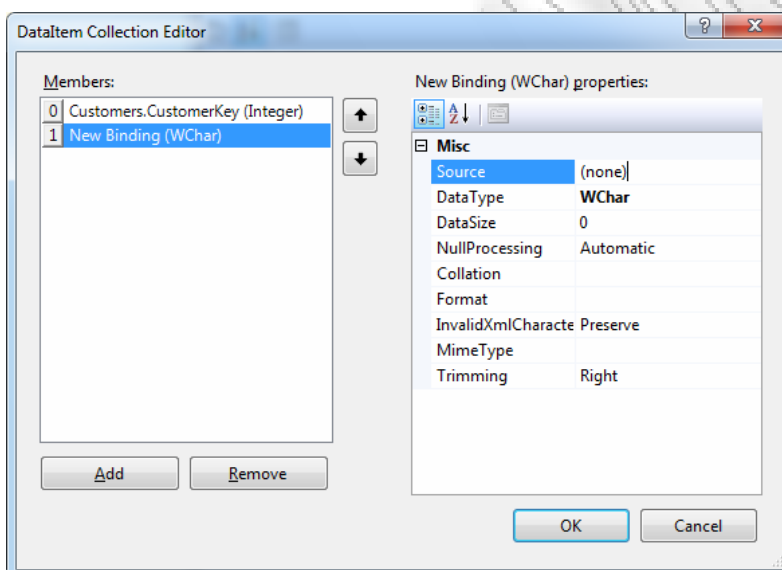 DataItem Collection Editor
Members:
0 Customers.CustomerKey (Integer)
1 New Binding (WChar)
Add Remove
New Binding (WChar) properties:
Misc
Source (none)
DataType WChar
DataSize 0
NullProcessing Automatic
Collation
Format
InvalidXmlCharacte Preserve
MimeType
Trimming Right
OK Cancel